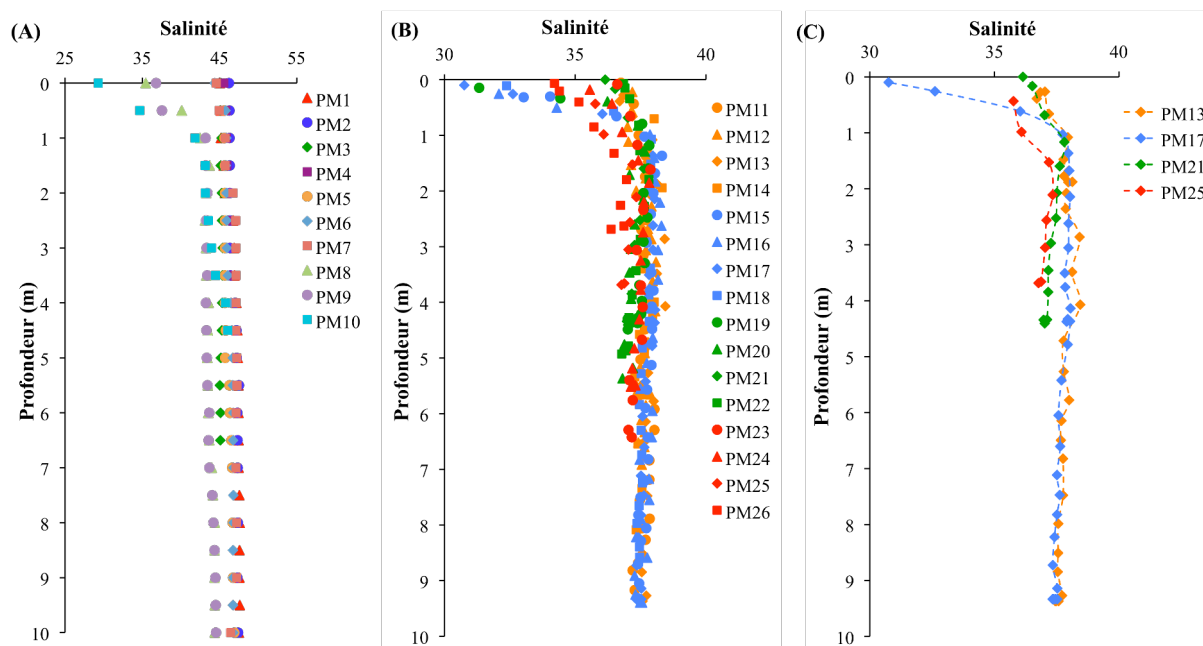 (A)
Salinité
25 35 45 55
Profondeur (m)
0
1
2
3
4
5
6
7
8
9
10
PM1
PM2
PM3
PM4
PM5
PM6
PM7
PM8
PM9
PM10
(B)
Salinité
30 35 40
Profondeur (m)
0
1
2
3
4
5
6
7
8
9
10
PM11
PM12
PM13
PM14
PM15
PM16
PM17
PM18
PM19
PM20
PM21
PM22
PM23
PM24
PM25
PM26
(C)
Salinité
30 35 40
Profondeur (m)
0
1
2
3
4
5
6
7
8
9
10
PM13
PM17
PM21
PM25